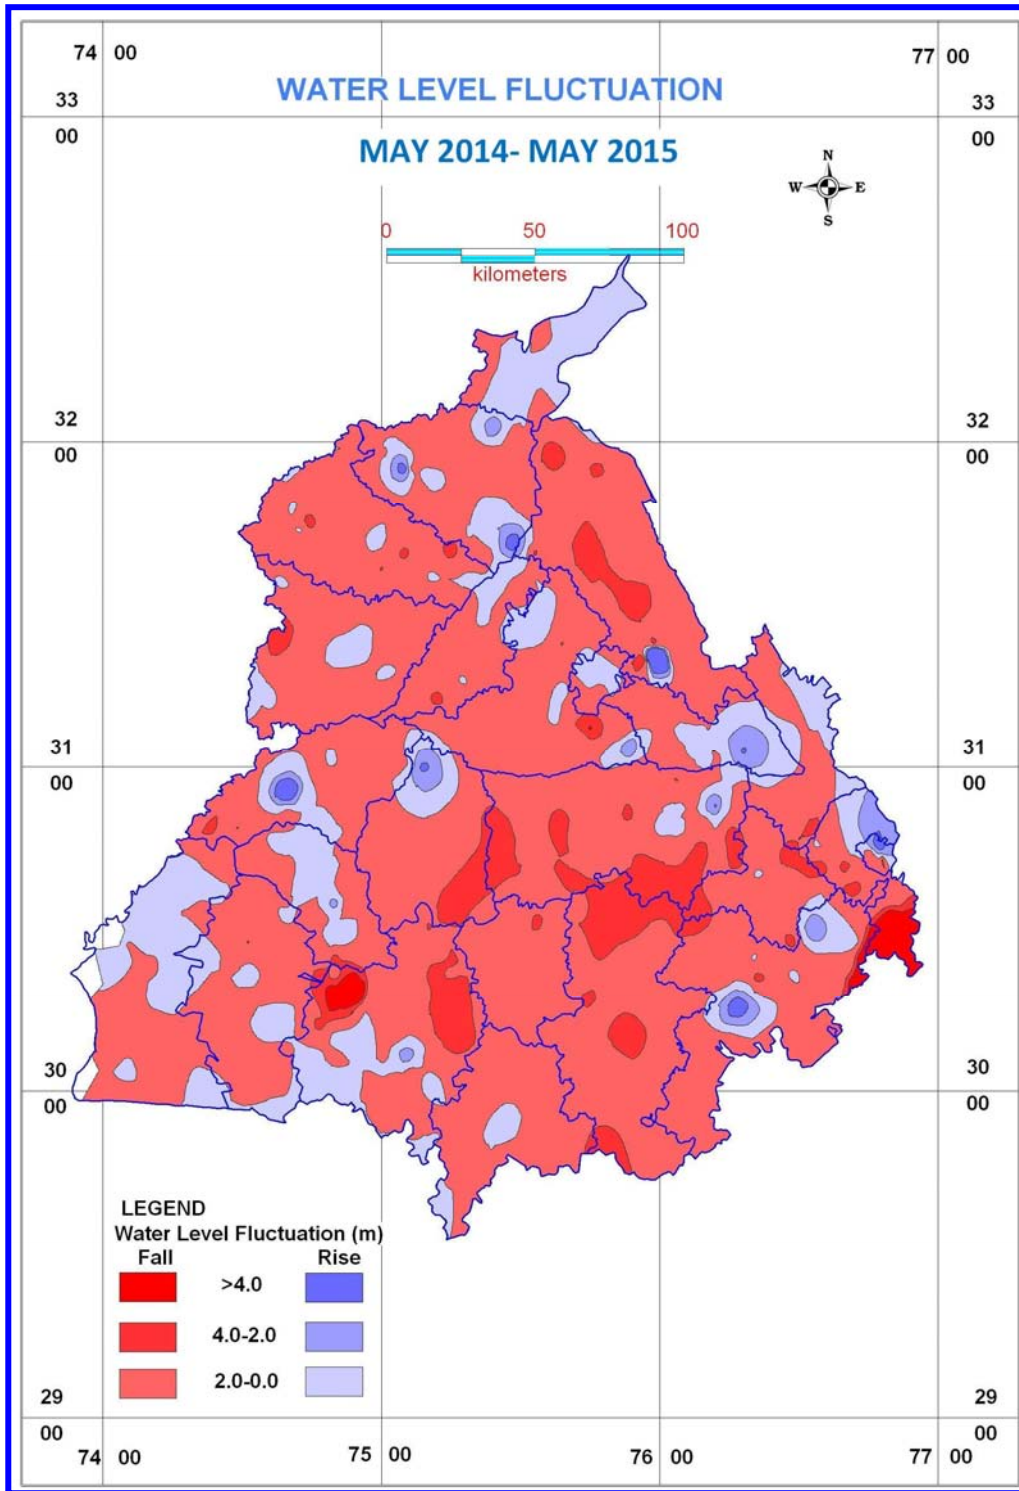 74 00
77 00
WATER LEVEL FLUCTUATION
33
00
33
00
MAY 2014- MAY 2015
N
W E
S
0 50 100
kilometers
32
00
32
00
31
00
31
00
30
00
30
00
LEGEND
Water Level Fluctuation (m)
Fall Rise
>4.0
4.0-2.0
2.0-0.0
29
00
29
00
74 00
75 00
76 00
77 00